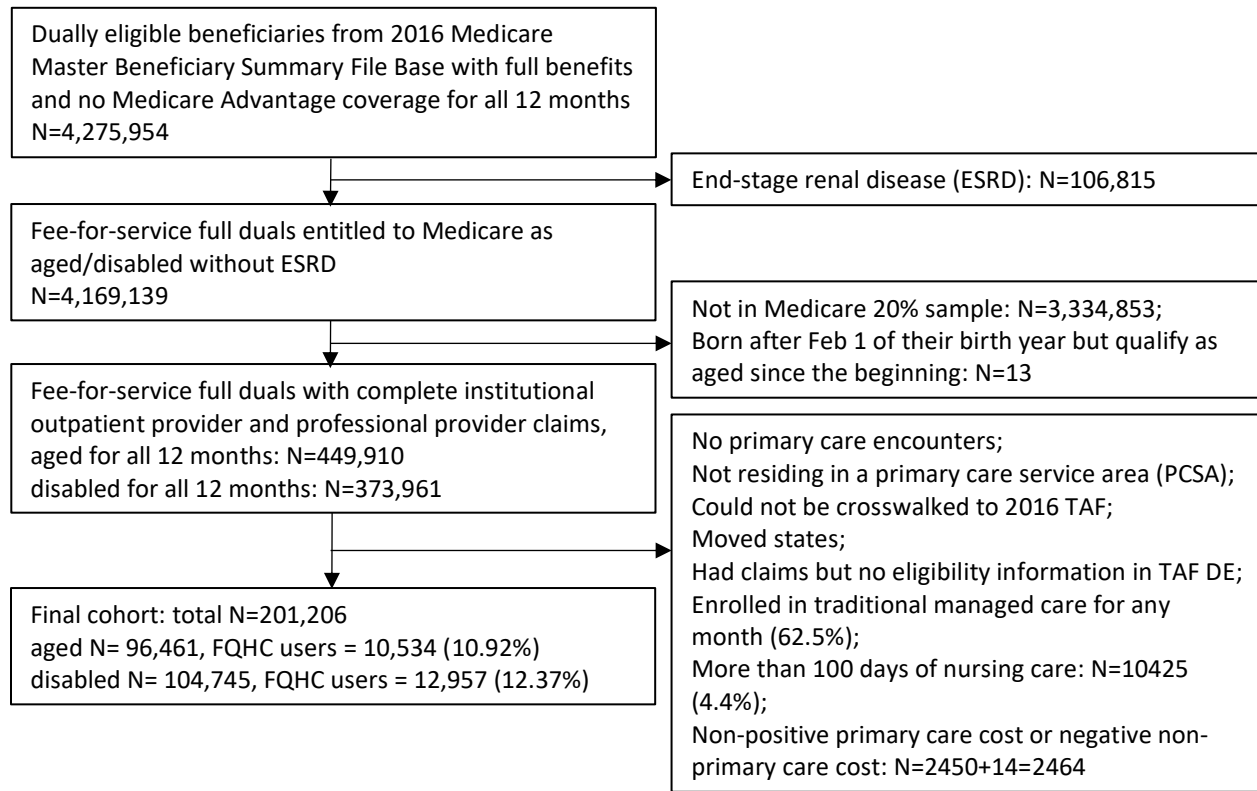 Dually eligible beneficiaries from 2016 Medicare
Master Beneficiary Summary File Base with full benefits
and no Medicare Advantage coverage for all 12 months
N=4,275,954
End-stage renal disease (ESRD): N=106,815
Fee-for-service full duals entitled to Medicare as
aged/disabled without ESRD
N=4,169,139
Not in Medicare 20% sample: N=3,334,853;
Born after Feb 1 of their birth year but qualify as
aged since the beginning: N=13
Fee-for-service full duals with complete institutional
outpatient provider and professional provider claims,
aged for all 12 months: N=449,910
disabled for all 12 months: N=373,961
No primary care encounters;
Not residing in a primary care service area (PCSA);
Could not be crosswalked to 2016 TAF;
Moved states;
Had claims but no eligibility information in TAF DE;
Enrolled in traditional managed care for any
month (62.5%);
More than 100 days of nursing care: N=10425
(4.4%);
Non-positive primary care cost or negative non-
primary care cost: N=2450+14=2464
Final cohort: total N=201,206
aged N= 96,461, FQHC users = 10,534 (10.92%)
disabled N= 104,745, FQHC users = 12,957 (12.37%)